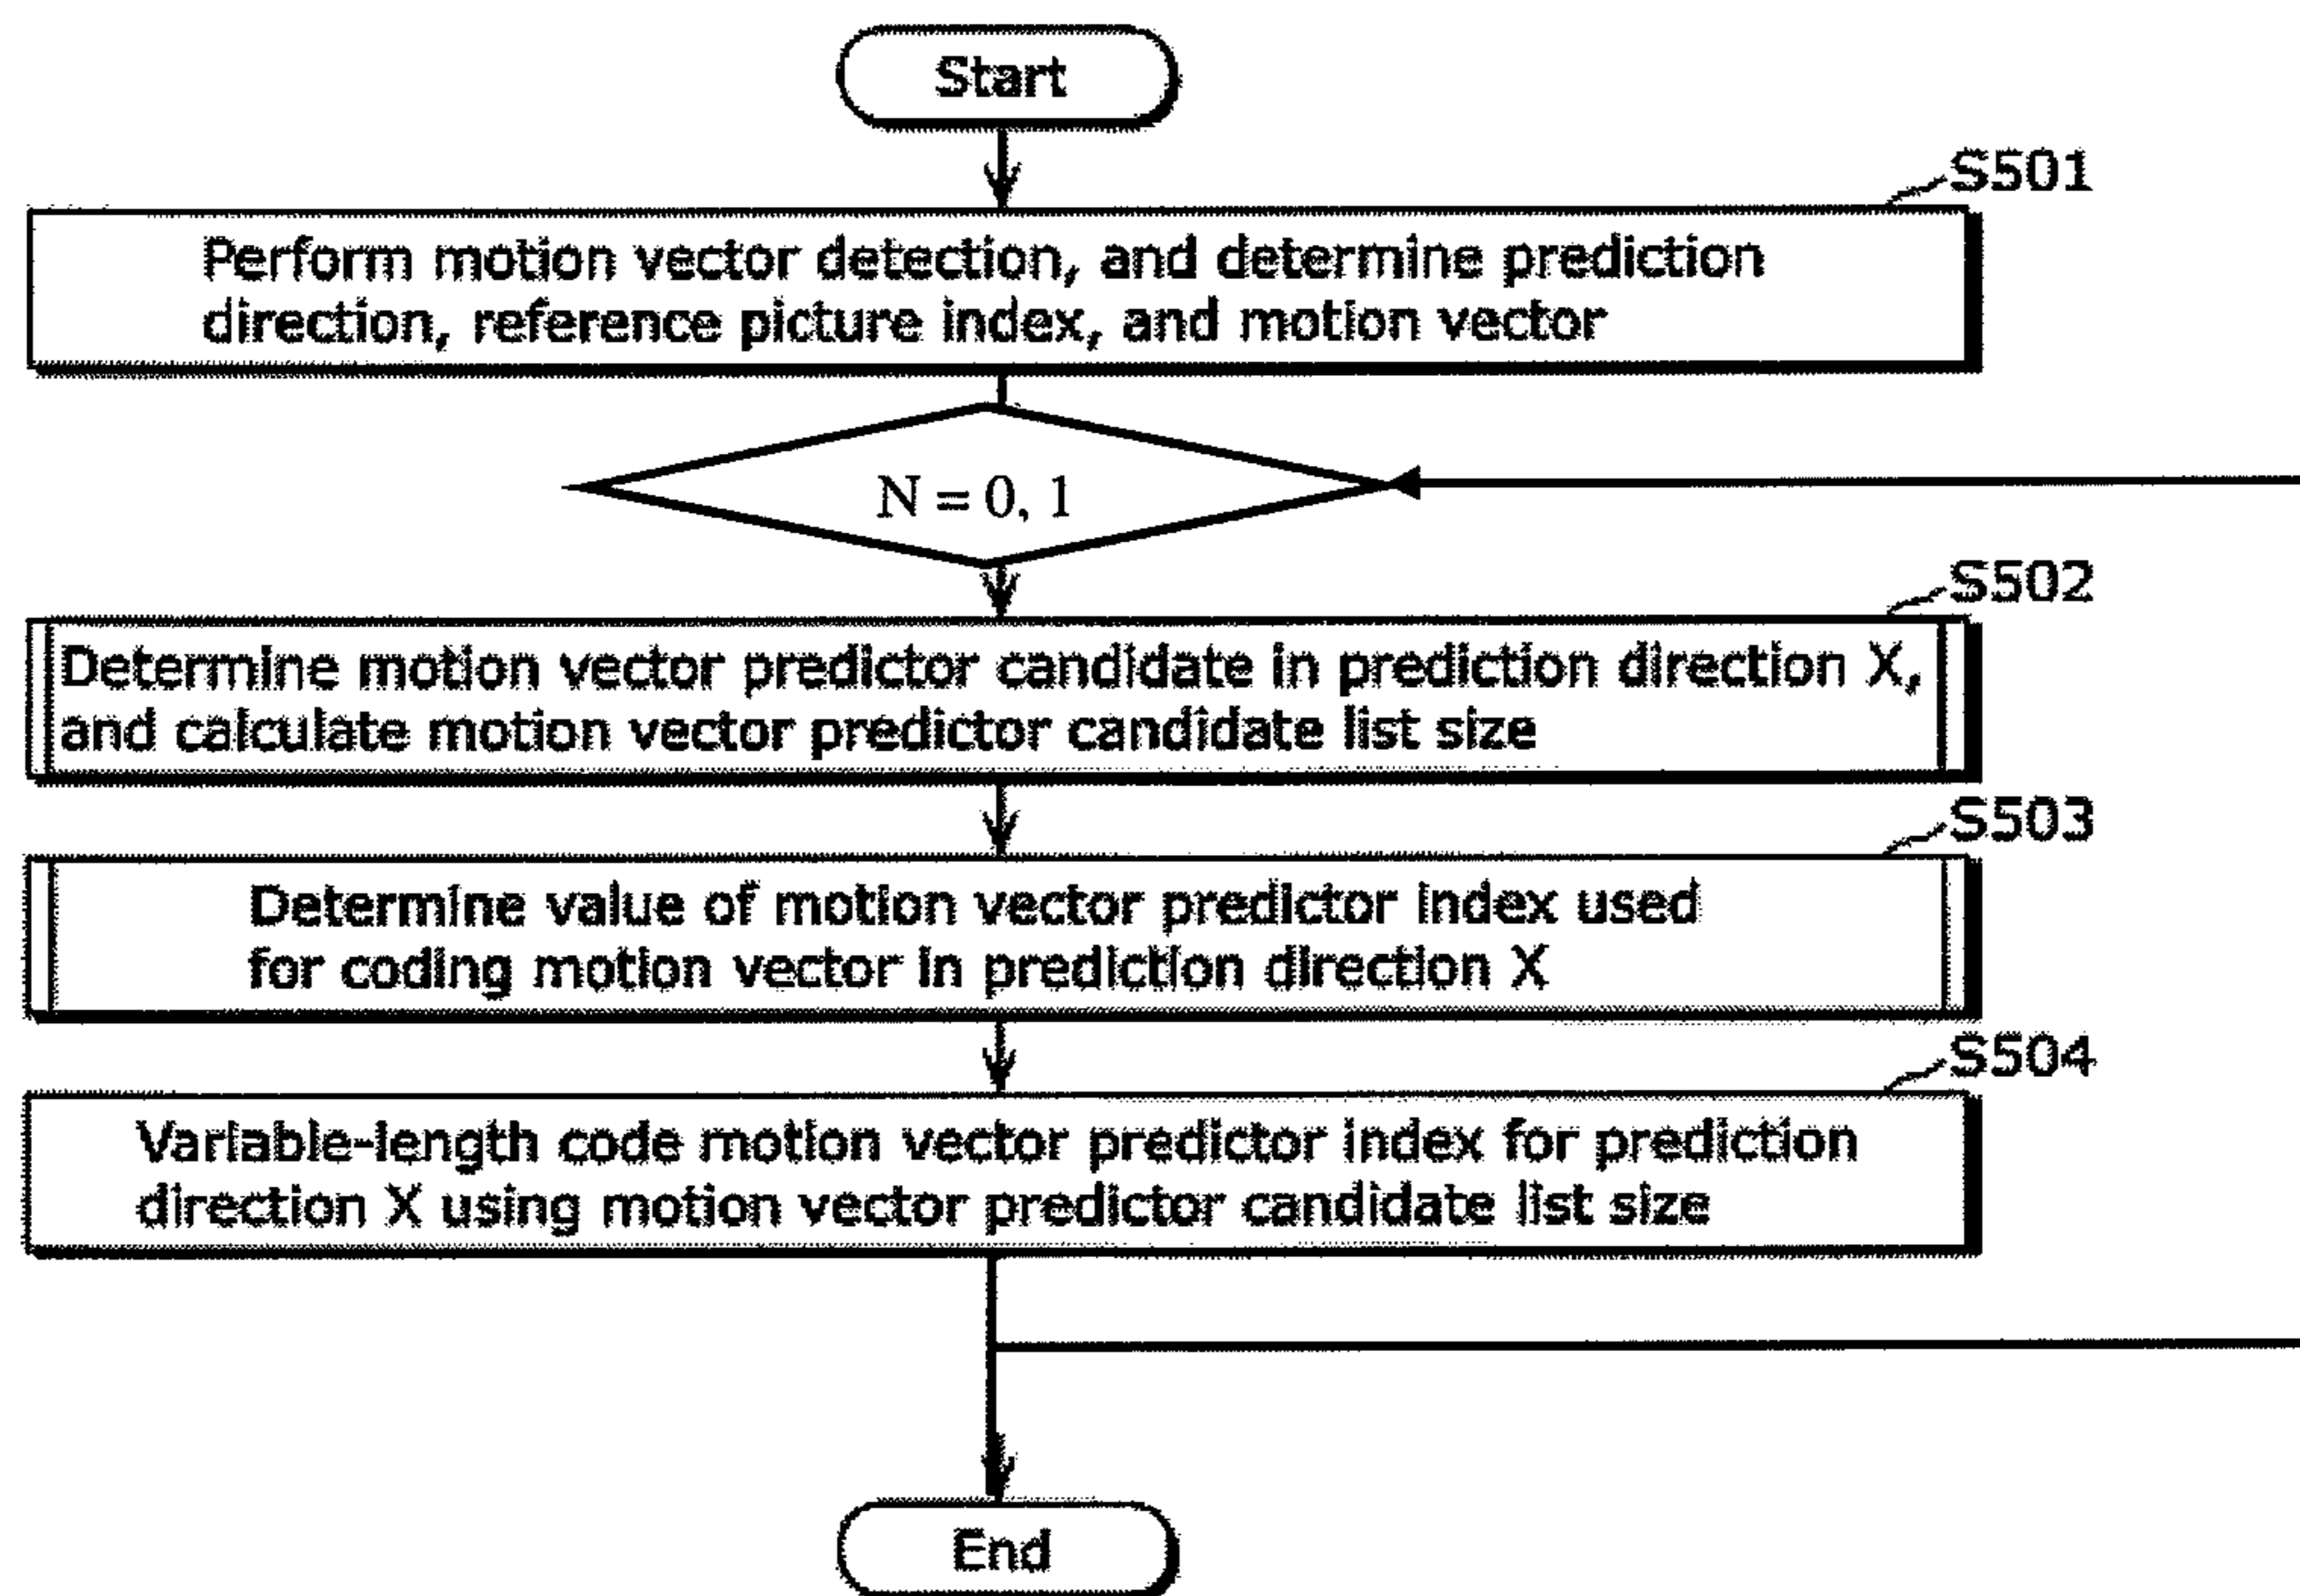 Start
S501
Perform motion vector detection, and determine prediction
direction, reference picture index, and motion vector
N = 0, 1
S502
Determine motion vector predictor candidate in prediction direction X,
and calculate motion vector predictor candidate list size
S503
Determine value of motion vector predictor index used
for coding motion vector in prediction direction X
S504
Variable-length code motion vector predictor index for prediction
direction X using motion vector predictor candidate list size
End